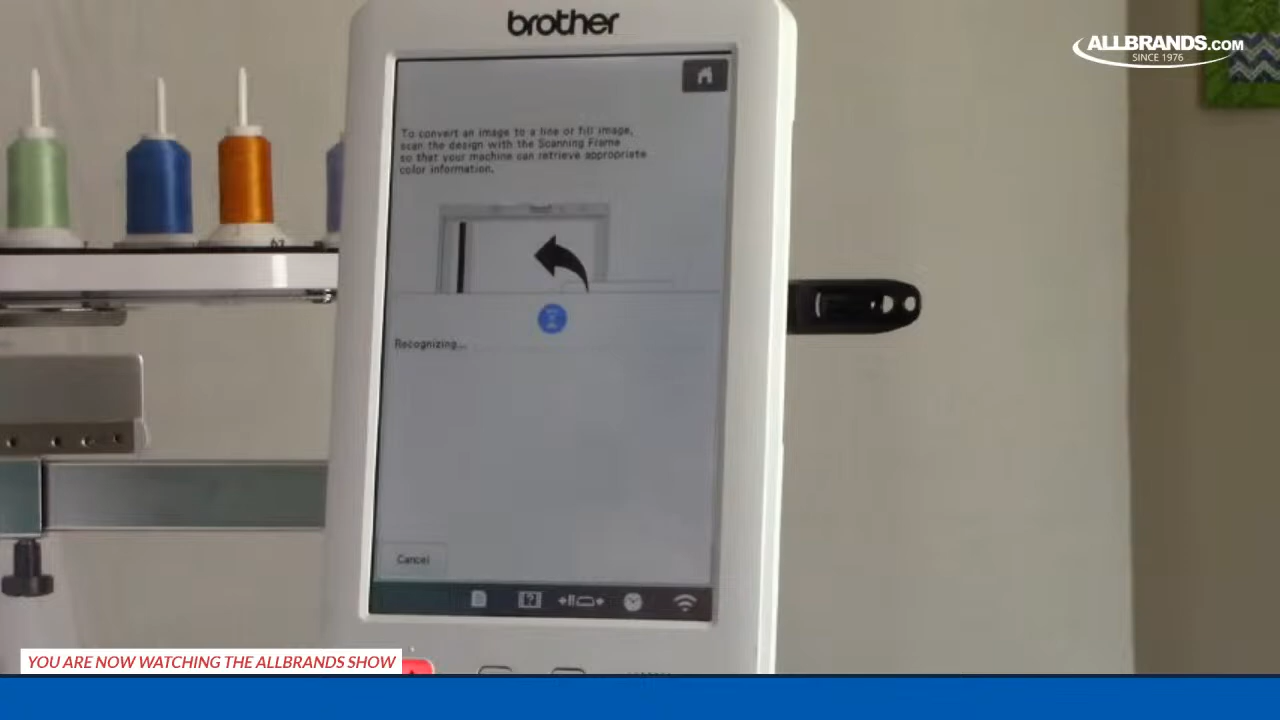 brother
ALLBRANDS.COM
SINCE 1976
To convert an image to a line or fill image,
scan the design with the Scanning Frame
so that your machine can retrieve appropriate
color information.
Recognizing...
Cancel
YOU ARE NOW WATCHING THE ALLBRANDS SHOW